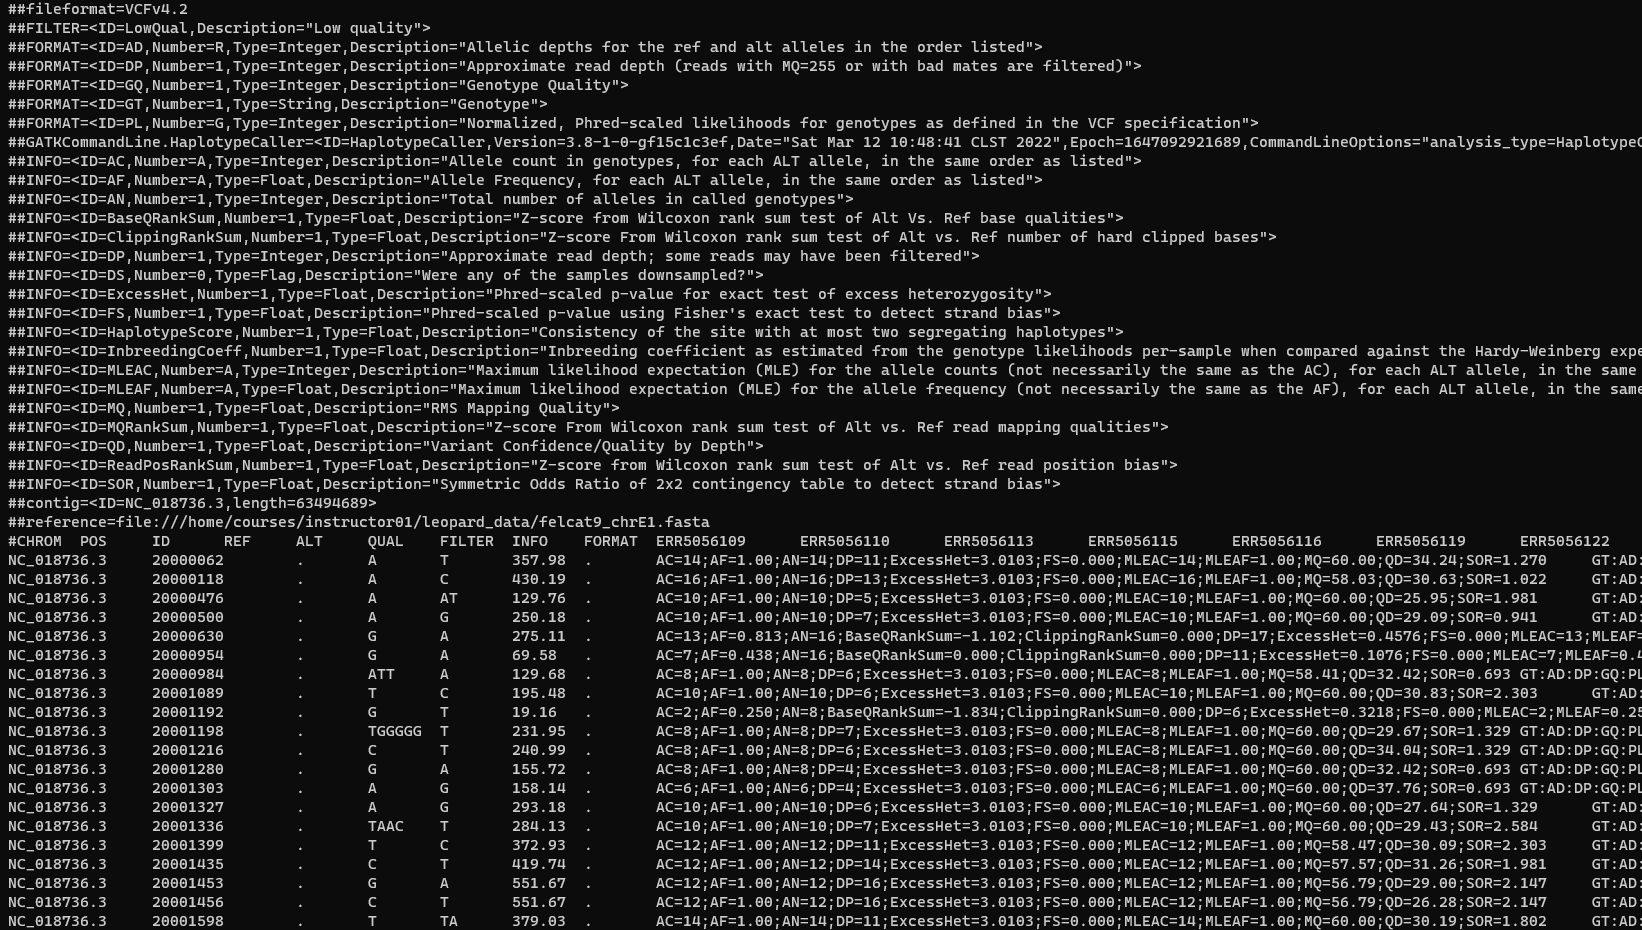 ##fileformat=VCFv4.2
##FILTER=<ID=LowQual,Description="Low quality">
##FORMAT=<ID=AD,Number=R,Type=Integer,Description="Allelic depths for the ref and alt alleles in the order listed">
##FORMAT=<ID=DP,Number=1,Type=Integer,Description="Approximate read depth (reads with MQ=255 or with bad mates are filtered)">
##FORMAT=<ID=GQ,Number=1,Type=Integer,Description="Genotype Quality">
##FORMAT=<ID=GT,Number=1,Type=String,Description="Genotype">
##FORMAT=<ID=PL,Number=G,Type=Integer,Description="Normalized, Phred-scaled likelihoods for genotypes as defined in the VCF specification">
##GATKCommandLine.HaplotypeCaller=<ID=HaplotypeCaller,Version=3.8-1-0-gf15c1c3ef,Date="Sat Mar 12 10:48:41 CLST 2022",Epoch=1647092921689,CommandLineOptions="analysis_type=HaplotypeC
##INFO=<ID=AC,Number=A,Type=Integer,Description="Allele count in genotypes, for each ALT allele, in the same order as listed">
##INFO=<ID=AF,Number=A,Type=Float,Description="Allele Frequency, for each ALT allele, in the same order as listed">
##INFO=<ID=AN,Number=1,Type=Integer,Description="Total number of alleles in called genotypes">
##INFO=<ID=BaseQRankSum,Number=1,Type=Float,Description="Z-score from Wilcoxon rank sum test of Alt Vs. Ref base qualities">
##INFO=<ID=ClippingRankSum,Number=1,Type=Float,Description="Z-score From Wilcoxon rank sum test of Alt vs. Ref number of hard clipped bases">
##INFO=<ID=DP,Number=1,Type=Integer,Description="Approximate read depth; some reads may have been filtered">
##INFO=<ID=DS,Number=0,Type=Flag,Description="Were any of the samples downsampled?">
##INFO=<ID=ExcessHet,Number=1,Type=Float,Description="Phred-scaled p-value for exact test of excess heterozygosity">
##INFO=<ID=FS,Number=1,Type=Float,Description="Phred-scaled p-value using Fisher's exact test to detect strand bias">
##INFO=<ID=HaplotypeScore,Number=1,Type=Float,Description="Consistency of the site with at most two segregating haplotypes">
##INFO=<ID=InbreedingCoeff,Number=1,Type=Float,Description="Inbreeding coefficient as estimated from the genotype likelihoods per-sample when compared against the Hardy-Weinberg expe
##INFO=<ID=MLEAC,Number=A,Type=Integer,Description="Maximum likelihood expectation (MLE) for the allele counts (not necessarily the same as the AC), for each ALT allele, in the same
##INFO=<ID=MLEAF,Number=A,Type=Float,Description="Maximum likelihood expectation (MLE) for the allele frequency (not necessarily the same as the AF), for each ALT allele, in the same
##INFO=<ID=MQ,Number=1,Type=Float,Description="RMS Mapping Quality">
##INFO=<ID=MQRankSum,Number=1,Type=Float,Description="Z-score From Wilcoxon rank sum test of Alt vs. Ref read mapping qualities">
##INFO=<ID=QD,Number=1,Type=Float,Description="Variant Confidence/Quality by Depth">
##INFO=<ID=ReadPosRankSum,Number=1,Type=Float,Description="Z-score from Wilcoxon rank sum test of Alt vs. Ref read position bias">
##INFO=<ID=SOR,Number=1,Type=Float,Description="Symmetric Odds Ratio of 2x2 contingency table to detect strand bias">
##contig=<ID=NC_018736.3,length=63494689>
##reference=file:///home/courses/instructor01/leopard_data/felcat9_chrE1.fasta
#CHROM POS ID REF ALT QUAL FILTER INFO FORMAT ERR5056109 ERR5056110 ERR5056113 ERR5056115 ERR5056116 ERR5056119 ERR5056122
NC_018736.3 20000062 . A T 357.98 . AC=14;AF=1.00;AN=14;DP=11;ExcessHet=3.0103;FS=0.000;MLEAC=14;MLEAF=1.00;MQ=60.00;QD=34.24;SOR=1.270 GT:AD:
NC_018736.3 20000118 . A C 430.19 . AC=16;AF=1.00;AN=16;DP=13;ExcessHet=3.0103;FS=0.000;MLEAC=16;MLEAF=1.00;MQ=58.03;QD=30.63;SOR=1.022 GT:AD:
NC_018736.3 20000476 . A AT 129.76 . AC=10;AF=1.00;AN=10;DP=5;ExcessHet=3.0103;FS=0.000;MLEAC=10;MLEAF=1.00;MQ=60.00;QD=25.95;SOR=1.981 GT:AD:
NC_018736.3 20000500 . A G 250.18 . AC=10;AF=1.00;AN=10;DP=7;ExcessHet=3.0103;FS=0.000;MLEAC=10;MLEAF=1.00;MQ=60.00;QD=29.09;SOR=0.941 GT:AD:
NC_018736.3 20000630 . G A 275.11 . AC=13;AF=0.813;AN=16;BaseQRankSum=-1.102;ClippingRankSum=0.000;DP=17;ExcessHet=0.4576;FS=0.000;MLEAC=13;MLEAF=
NC_018736.3 20000954 . G A 69.58 . AC=7;AF=0.438;AN=16;BaseQRankSum=0.000;ClippingRankSum=0.000;DP=11;ExcessHet=0.1076;FS=0.000;MLEAC=7;MLEAF=0.4
NC_018736.3 20000984 . ATT A 129.68 . AC=8;AF=1.00;AN=8;DP=6;ExcessHet=3.0103;FS=0.000;MLEAC=8;MLEAF=1.00;MQ=58.41;QD=32.42;SOR=0.693 GT:AD:DP:GQ:PL
NC_018736.3 20001089 . T C 195.48 . AC=10;AF=1.00;AN=10;DP=6;ExcessHet=3.0103;FS=0.000;MLEAC=10;MLEAF=1.00;MQ=60.00;QD=30.83;SOR=2.303 GT:AD:
NC_018736.3 20001192 . G T 19.16 . AC=2;AF=0.250;AN=8;BaseQRankSum=-1.834;ClippingRankSum=0.000;DP=6;ExcessHet=0.3218;FS=0.000;MLEAC=2;MLEAF=0.25
NC_018736.3 20001198 . TGGGGG T 231.95 . AC=8;AF=1.00;AN=8;DP=7;ExcessHet=3.0103;FS=0.000;MLEAC=8;MLEAF=1.00;MQ=60.00;QD=29.67;SOR=1.329 GT:AD:DP:GQ:PL
NC_018736.3 20001216 . C T 240.99 . AC=8;AF=1.00;AN=8;DP=6;ExcessHet=3.0103;FS=0.000;MLEAC=8;MLEAF=1.00;MQ=60.00;QD=34.04;SOR=1.329 GT:AD:DP:GQ:PL
NC_018736.3 20001280 . G A 155.72 . AC=8;AF=1.00;AN=8;DP=4;ExcessHet=3.0103;FS=0.000;MLEAC=8;MLEAF=1.00;MQ=60.00;QD=32.42;SOR=0.693 GT:AD:DP:GQ:PL
NC_018736.3 20001303 . A G 158.14 . AC=6;AF=1.00;AN=6;DP=4;ExcessHet=3.0103;FS=0.000;MLEAC=6;MLEAF=1.00;MQ=60.00;QD=37.76;SOR=0.693 GT:AD:DP:GQ:PL
NC_018736.3 20001327 . A G 293.18 . AC=10;AF=1.00;AN=10;DP=6;ExcessHet=3.0103;FS=0.000;MLEAC=10;MLEAF=1.00;MQ=60.00;QD=27.64;SOR=1.329 GT:AD:
NC_018736.3 20001336 . TAAC T 284.13 . AC=10;AF=1.00;AN=10;DP=7;ExcessHet=3.0103;FS=0.000;MLEAC=10;MLEAF=1.00;MQ=60.00;QD=29.43;SOR=2.584 GT:AD:
NC_018736.3 20001399 . T C 372.93 . AC=12;AF=1.00;AN=12;DP=11;ExcessHet=3.0103;FS=0.000;MLEAC=12;MLEAF=1.00;MQ=58.47;QD=30.09;SOR=2.303 GT:AD:
NC_018736.3 20001435 . C T 419.74 . AC=12;AF=1.00;AN=12;DP=14;ExcessHet=3.0103;FS=0.000;MLEAC=12;MLEAF=1.00;MQ=57.57;QD=31.26;SOR=1.981 GT:AD:
NC_018736.3 20001453 . G A 551.67 . AC=12;AF=1.00;AN=12;DP=16;ExcessHet=3.0103;FS=0.000;MLEAC=12;MLEAF=1.00;MQ=56.79;QD=29.00;SOR=2.147 GT:AD:
NC_018736.3 20001456 . C T 551.67 . AC=12;AF=1.00;AN=12;DP=16;ExcessHet=3.0103;FS=0.000;MLEAC=12;MLEAF=1.00;MQ=56.79;QD=26.28;SOR=2.147 GT:AD:
NC_018736.3 20001598 . T TA 379.03 . AC=14;AF=1.00;AN=14;DP=11;ExcessHet=3.0103;FS=0.000;MLEAC=14;MLEAF=1.00;MQ=60.00;QD=30.19;SOR=1.802 GT:AD: